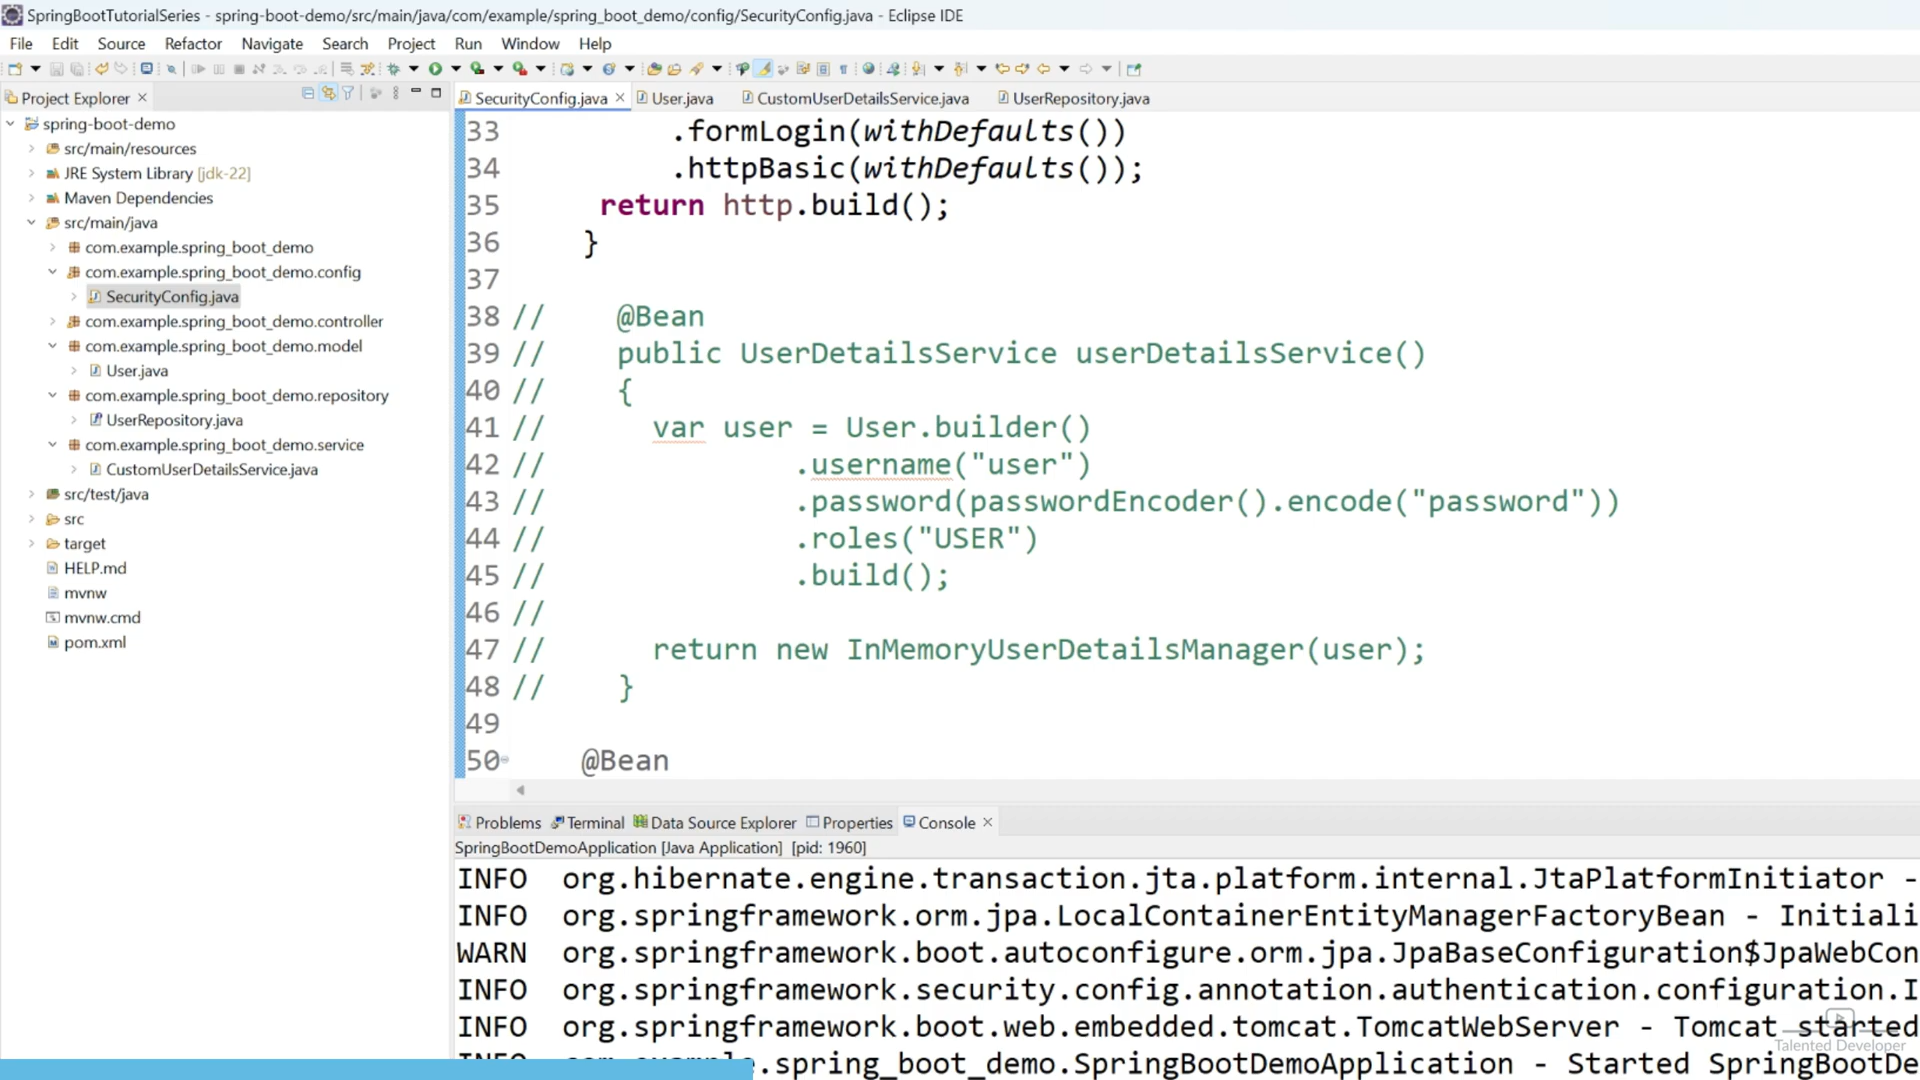 SpringBootTutorialSeries - spring-boot-demo/src/main/java/com/example/spring_boot_demo/config/SecurityConfig.java - Eclipse IDE
File Edit Source Refactor Navigate Search Project Run Window Help
Project Explorer
spring-boot-demo
src/main/resources
JRE System Library [jdk-22]
Maven Dependencies
src/main/java
com.example.spring_boot_demo
com.example.spring_boot_demo.config
SecurityConfig.java
com.example.spring_boot_demo.controller
com.example.spring_boot_demo.model
User.java
com.example.spring_boot_demo.repository
UserRepository.java
com.example.spring_boot_demo.service
CustomUserDetailsService.java
src/test/java
src
target
HELP.md
mvnw
mvnw.cmd
pom.xml
SecurityConfig.java User.java CustomUserDetailsService.java UserRepository.java
33 .formLogin(withDefaults())
34 .httpBasic(withDefaults());
35 return http.build();
36 }
37
38 // @Bean
39 // public UserDetailsService userDetailsService()
40 // {
41 // var user = User.builder()
42 // .username("user")
43 // .password(passwordEncoder().encode("password"))
44 // .roles("USER")
45 // .build();
46 //
47 // return new InMemoryUserDetailsManager(user);
48 // }
49
50 @Bean
Problems Terminal Data Source Explorer Properties Console
SpringBootDemoApplication [Java Application] [pid: 1960]
INFO org.hibernate.engine.transaction.jta.platform.internal.JtaPlatformInitiator -
INFO org.springframework.orm.jpa.LocalContainerEntityManagerFactoryBean - Initiali
WARN org.springframework.boot.autoconfigure.orm.jpa.JpaBaseConfiguration$JpaWebCon
INFO org.springframework.security.config.annotation.authentication.configuration.I
INFO org.springframework.boot.web.embedded.tomcat.TomcatWebServer - Tomcat started
INFO com.example.spring_boot_demo.SpringBootDemoApplication - Started SpringBootDe
Talented Developer